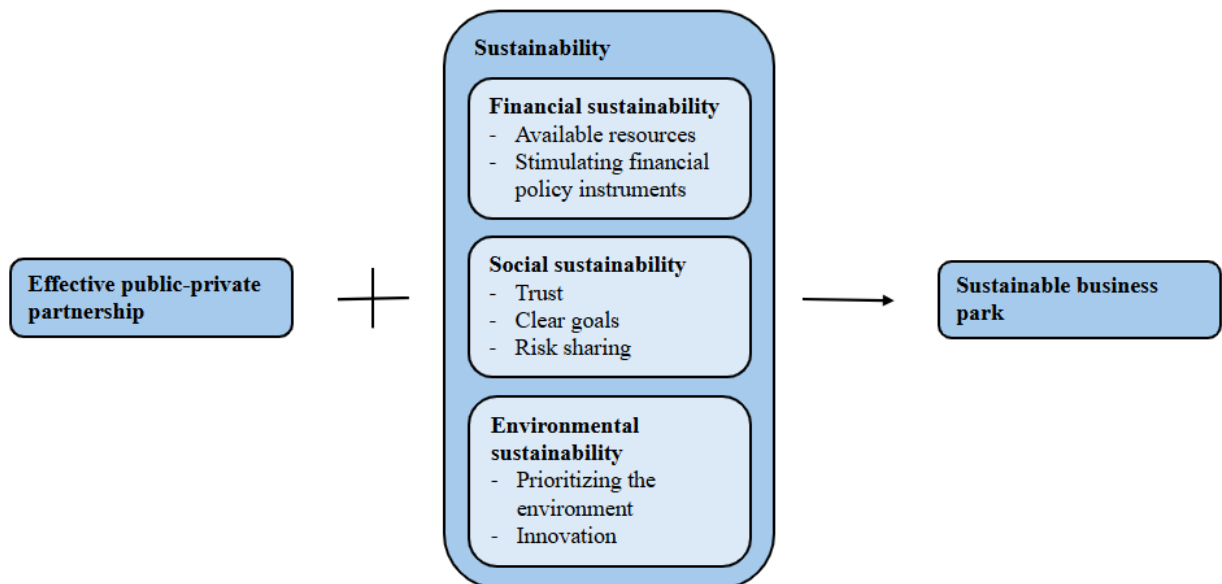 Sustainability
Financial sustainability
- Available resources
- Stimulating financial
policy instruments
Effective public-private
partnership
Social sustainability
- Trust
- Clear goals
- Risk sharing
Sustainable business
park
Environmental
sustainability
- Prioritizing the
environment
- Innovation